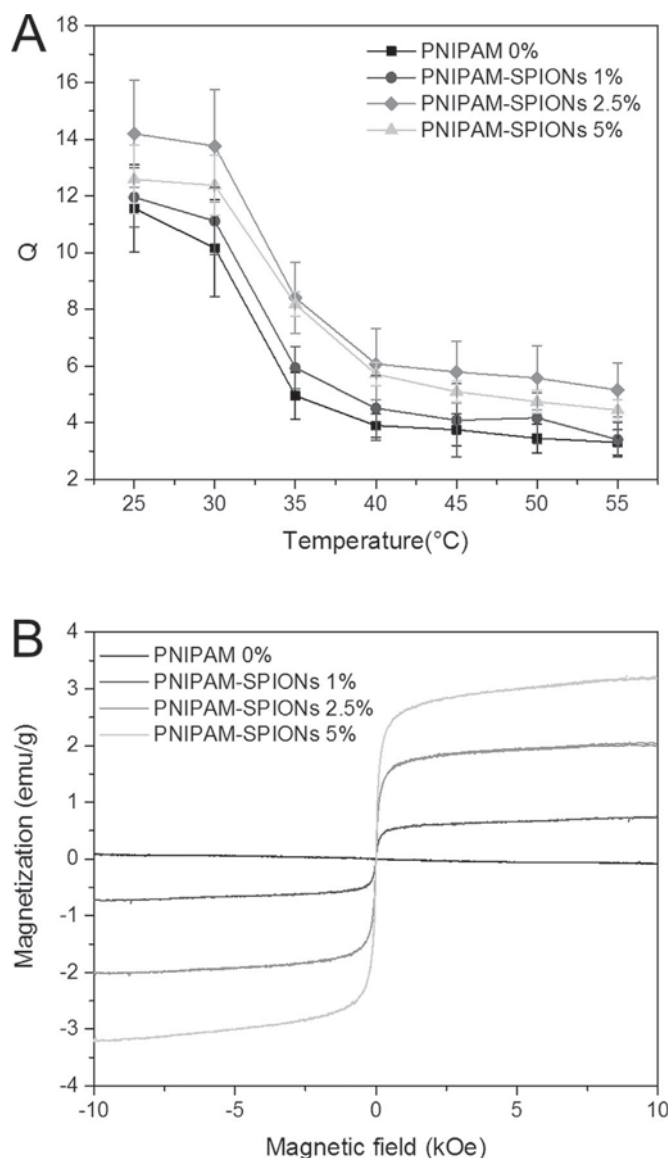 A
PNIPAM 0%
PNIPAM-SPIONs 1%
PNIPAM-SPIONs 2.5%
PNIPAM-SPIONs 5%
18
16
14
12
10
8
6
4
2
Q
25 30 35 40 45 50 55
Temperature(°C)
B
PNIPAM 0%
PNIPAM-SPIONs 1%
PNIPAM-SPIONs 2.5%
PNIPAM-SPIONs 5%
4
3
2
1
0
-1
-2
-3
-4
Magnetization (emu/g)
-10 -5 0 5 10
Magnetic field (kOe)